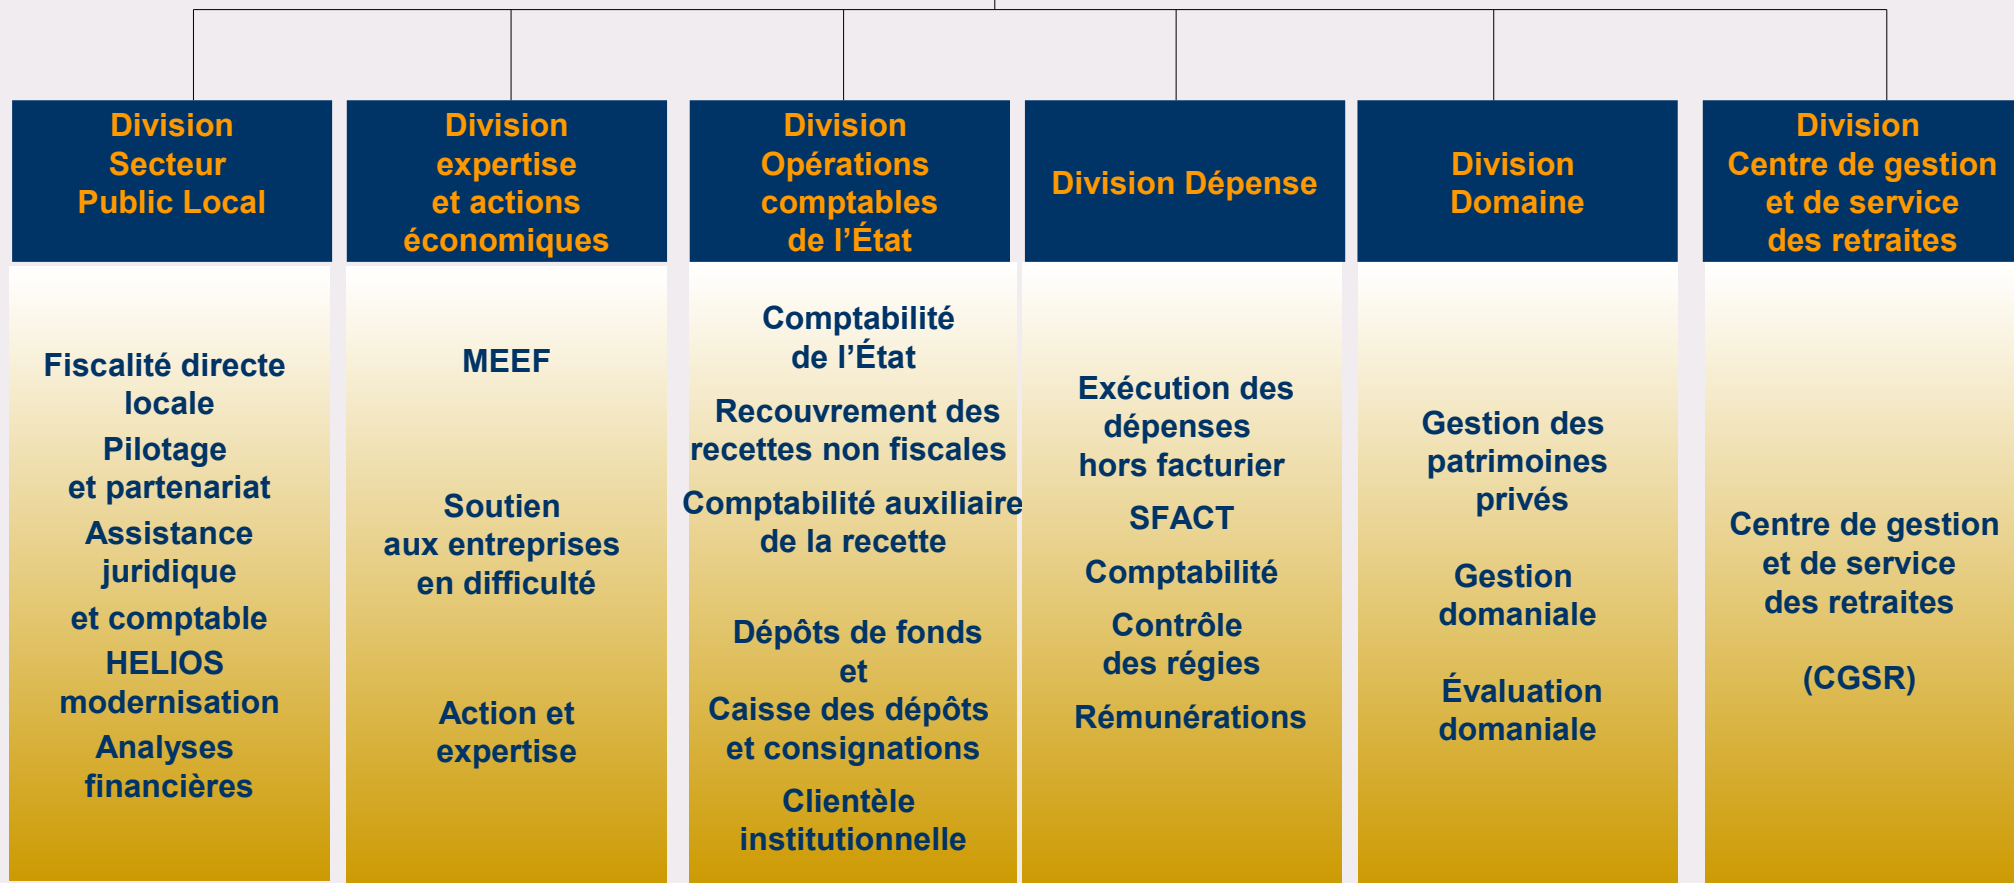 Division
Secteur
Public Local
Division
expertise
et actions
économiques
Division
Opérations
comptables
de l’État
Division Dépense
Division
Domaine
Division
Centre de gestion
et de service
des retraites
Fiscalité directe
locale
Pilotage
et partenariat
Assistance
juridique
et comptable
HELIOS
modernisation
Analyses
financières
MEEF
Soutien
aux entreprises
en difficulté
Action et
expertise
Comptabilité
de l’État
Recouvrement des
recettes non fiscales
Comptabilité auxiliaire
de la recette
Dépôts de fonds
et
Caisse des dépôts
et consignations
Clientèle
institutionnelle
Exécution des
dépenses
hors facturier
SFACT
Comptabilité
Contrôle
des régies
Rémunérations
Gestion des
patrimoines
privés
Gestion
domaniale
Évaluation
domaniale
Centre de gestion
et de service
des retraites
(CGSR)